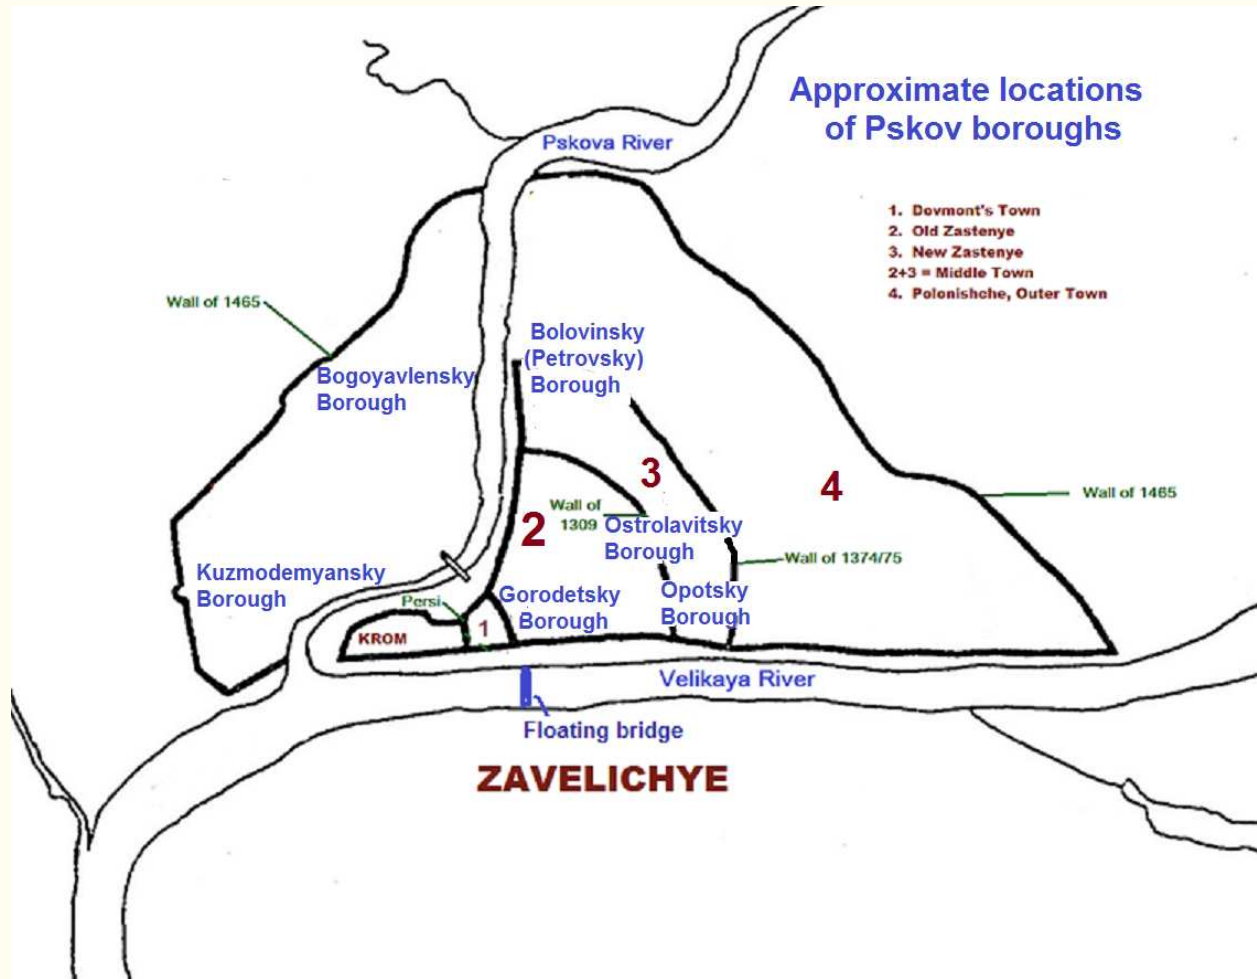 Approximate locations
of Pskov boroughs
Pskova River
1. Dovmont's Town
2. Old Zastenye
3. New Zastenye
2+3 = Middle Town
4. Polonishche, Outer Town
Wall of 1465
Bolovinsky
(Petrovsky)
Borough
Bogoyavlensky
Borough
3
4
Wall of 1465
2
Wall of
1309
Ostrolavitsky
Borough
Wall of 1374/75
Kuzmodemyansky
Borough
Persi
Gorodetsky
Borough
Opotsky
Borough
KROM
1
Velikaya River
Floating bridge
ZAVELICHYE